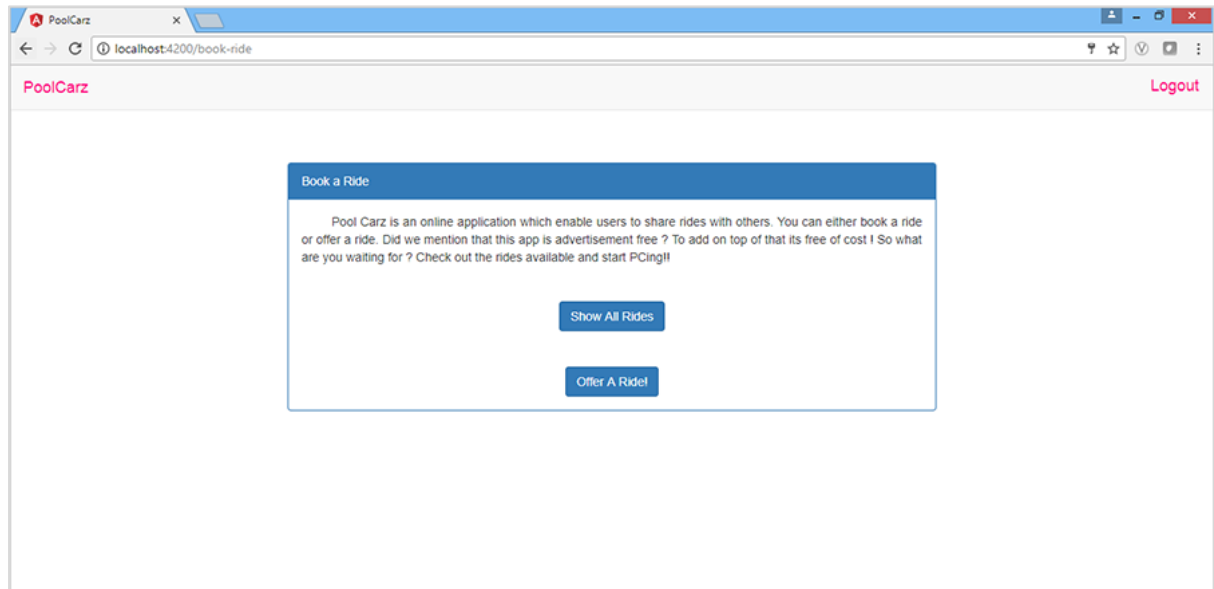 PoolCarz
localhost:4200/book-ride
PoolCarz
Logout
Book a Ride
Pool Carz is an online application which enable users to share rides with others. You can either book a ride
or offer a ride. Did we mention that this app is advertisement free ? To add on top of that its free of cost ! So what
are you waiting for ? Check out the rides available and start PCing!!
Show All Rides
Offer A Ride!